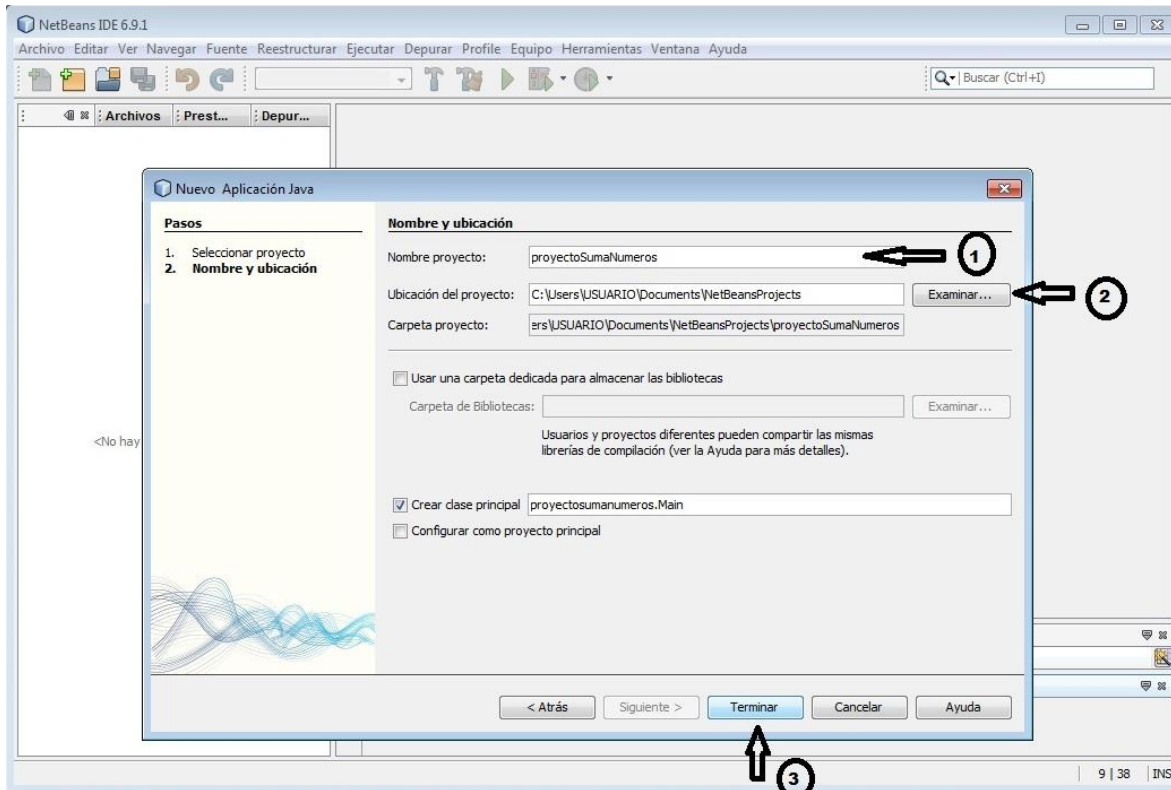 NetBeans IDE 6.9.1
Archivo Editar Ver Navegar Fuente Reestructurar Ejecutar Depurar Profile Equipo Herramientas Ventana Ayuda
Buscar (Ctrl+I)
Archivos Prest... Depur...
Nuevo Aplicación Java
Pasos
1. Seleccionar proyecto
2. Nombre y ubicación
Nombre y ubicación
Nombre proyecto: proyectoSumaNumeros 1
Ubicación del proyecto: C:\Users\USUARIO\Documents\NetBeansProjects Examinar... 2
Carpeta proyecto: ers\USUARIO\Documents\NetBeansProjects\proyectoSumaNumeros
Usar una carpeta dedicada para almacenar las bibliotecas
Carpeta de Bibliotecas: Examinar...
Usuarios y proyectos diferentes pueden compartir las mismas
librerías de compilación (ver la Ayuda para más detalles).
<No hay
Crear clase principal proyectosumanumeros.Main
Configurar como proyecto principal
< Atrás Siguiente > Terminar Cancelar Ayuda
3
9 | 38 INS